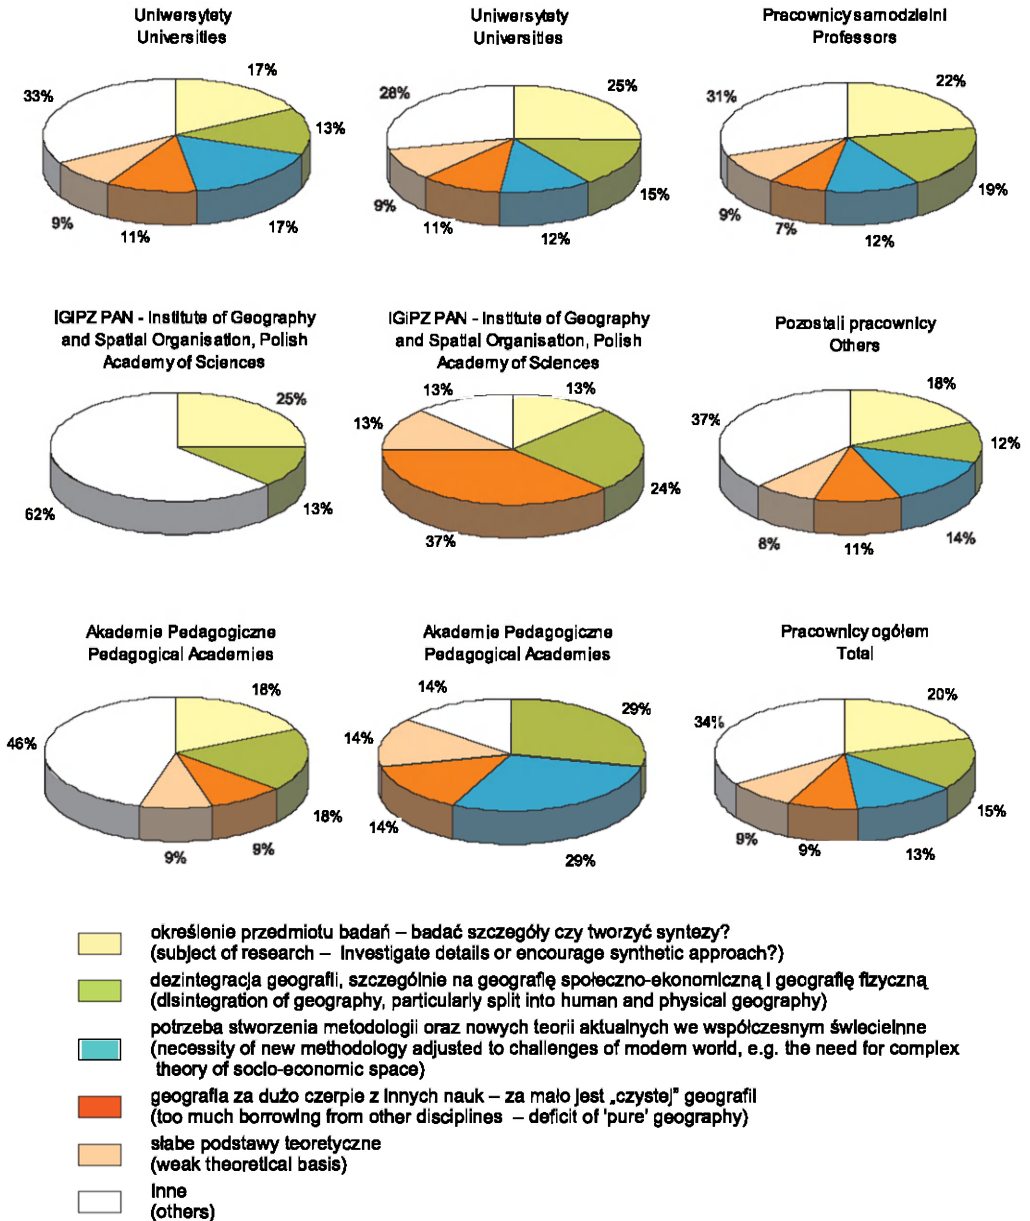 Uniwersytety
Universities
17%
13%
17%
11%
9%
33%
Uniwersytety
Universities
25%
15%
12%
11%
9%
28%
Pracownicy samodzielni
Professors
22%
19%
12%
7%
9%
31%
IGiPZ PAN - Institute of Geography
and Spatial Organisation, Polish
Academy of Sciences
25%
13%
62%
IGiPZ PAN - Institute of Geography
and Spatial Organisation, Polish
Academy of Sciences
13%
24%
37%
13%
13%
Pozostali pracownicy
Others
18%
12%
14%
11%
8%
37%
Akademie Pedagogiczne
Pedagogical Academies
18%
18%
9%
9%
46%
Akademie Pedagogiczne
Pedagogical Academies
29%
29%
14%
14%
14%
Pracownicy ogółem
Total
20%
15%
13%
9%
9%
34%
określenie przedmiotu badań – badać szczegóły czy tworzyć syntezy?
(subject of research – Investigate details or encourage synthetic approach?)
dezintegracja geografii, szczególnie na geografię społeczno-ekonomiczną i geografię fizyczną
(disintegration of geography, particularly split into human and physical geography)
potrzeba stworzenia metodologii oraz nowych teorii aktualnych we współczesnym świecieInne
(necessity of new methodology adjusted to challenges of modern world, e.g. the need for complex
theory of socio-economic space)
geografia za dużo czerpie z innych nauk – za mało jest „czystej” geografii
(too much borrowing from other disciplines – deficit of 'pure' geography)
słabe podstawy teoretyczne
(weak theoretical basis)
Inne
(others)